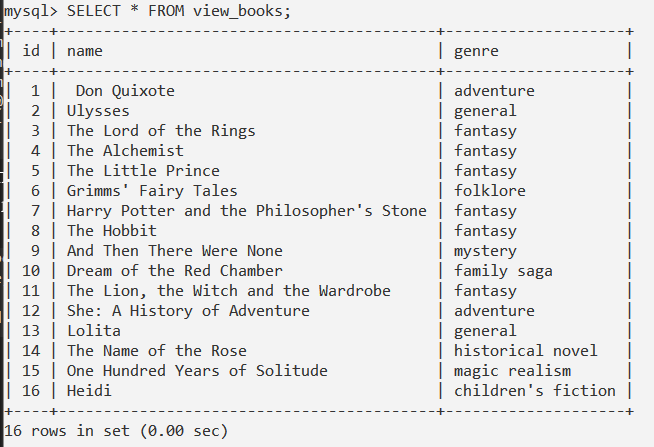 mysql> SELECT * FROM view_books;
+----+------------------------------------------+-------------------+
| id | name                                     | genre              |
+----+------------------------------------------+-------------------+
|  1 |  Don Quixote                             | adventure          |
|  2 | Ulysses                                  | general            |
|  3 | The Lord of the Rings                    | fantasy            |
|  4 | The Alchemist                            | fantasy            |
|  5 | The Little Prince                        | fantasy            |
|  6 | Grimms' Fairy Tales                      | folklore           |
|  7 | Harry Potter and the Philosopher's Stone | fantasy            |
|  8 | The Hobbit                               | fantasy            |
|  9 | And Then There Were None                 | mystery            |
| 10 | Dream of the Red Chamber                 | family saga        |
| 11 | The Lion, the Witch and the Wardrobe     | fantasy            |
| 12 | She: A History of Adventure              | adventure          |
| 13 | Lolita                                   | general            |
| 14 | The Name of the Rose                     | historical novel   |
| 15 | One Hundred Years of Solitude            | magic realism      |
| 16 | Heidi                                    | children's fiction |
+----+------------------------------------------+-------------------+
16 rows in set (0.00 sec)